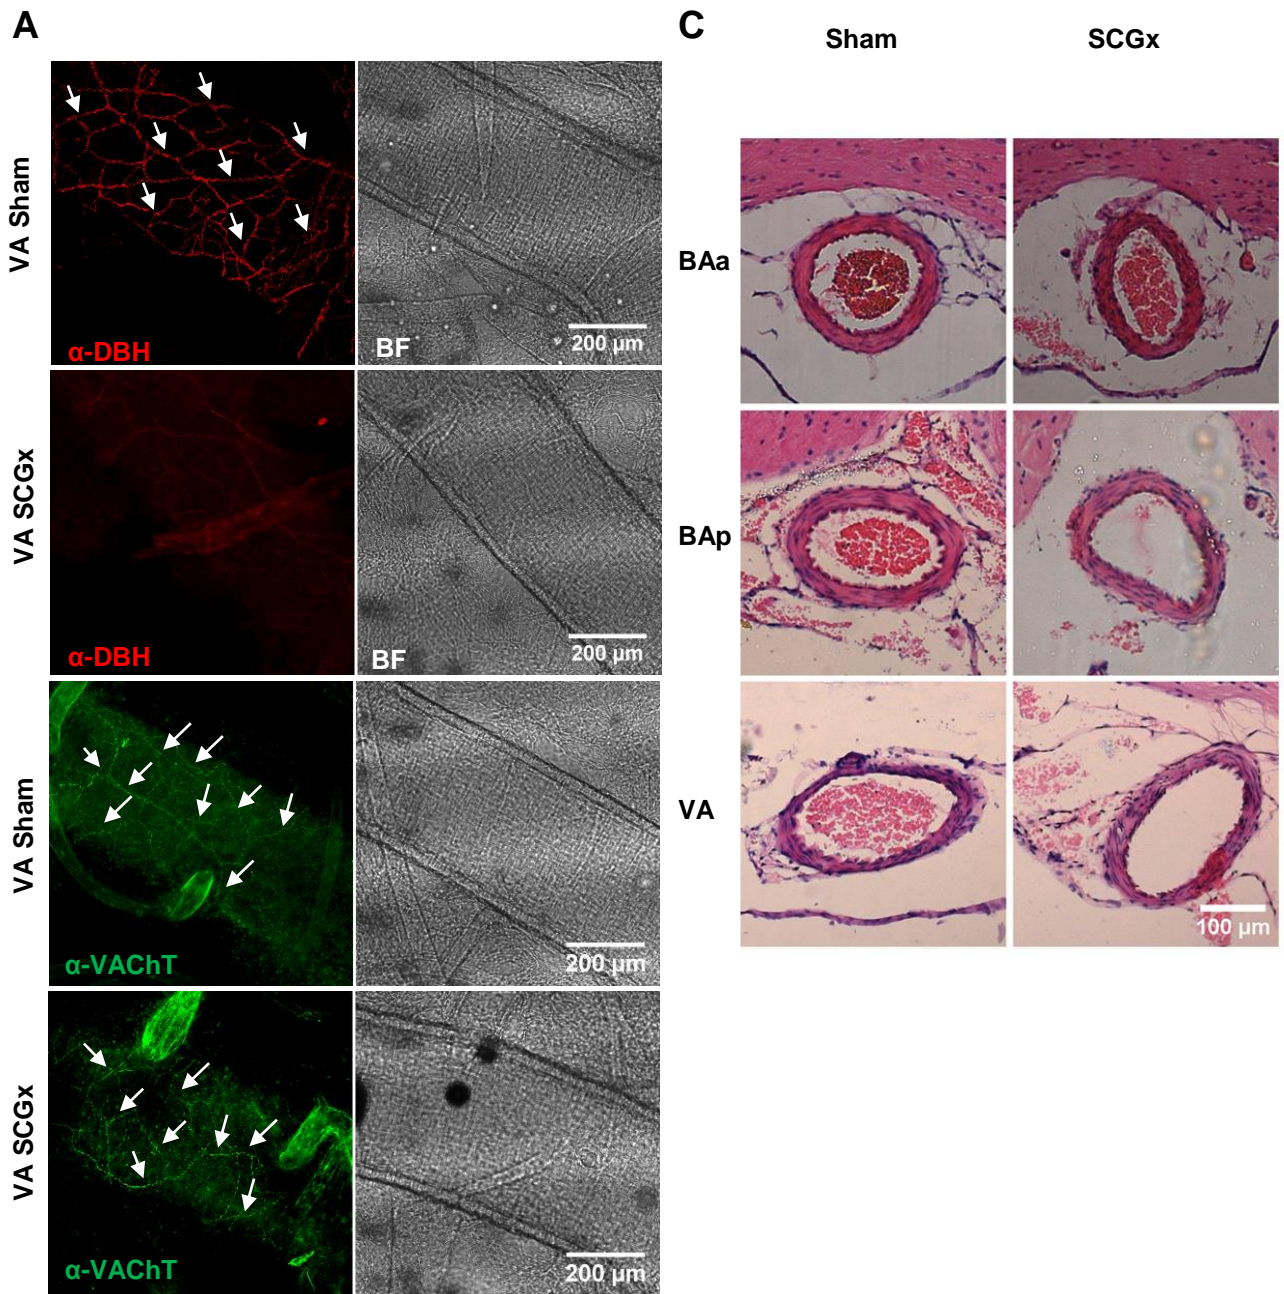 A
VA Sham
α-DBH
BF
200 µm
VA SCGx
α-DBH
BF
200 µm
VA Sham
α-VAChT
200 µm
VA SCGx
α-VAChT
200 µm
C
Sham
SCGx
BAa
BAp
VA
100 µm